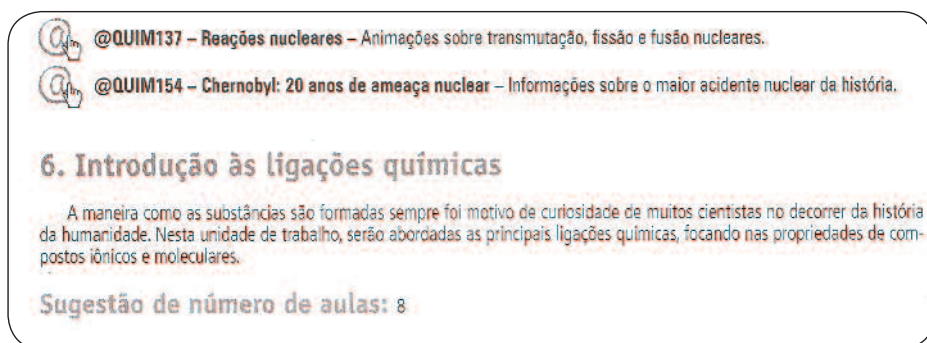 @QUIM137 – Reações nucleares – Animações sobre transmutação, fissão e fusão nucleares.
@QUIM154 – Chernobyl: 20 anos de ameaça nuclear – Informações sobre o maior acidente nuclear da história.
6. Introdução às ligações químicas
A maneira como as substâncias são formadas sempre foi motivo de curiosidade de muitos cientistas no decorrer da história
da humanidade. Nesta unidade de trabalho, serão abordadas as principais ligações químicas, focando nas propriedades de com-
postos iônicos e moleculares.
Sugestão de número de aulas: 8